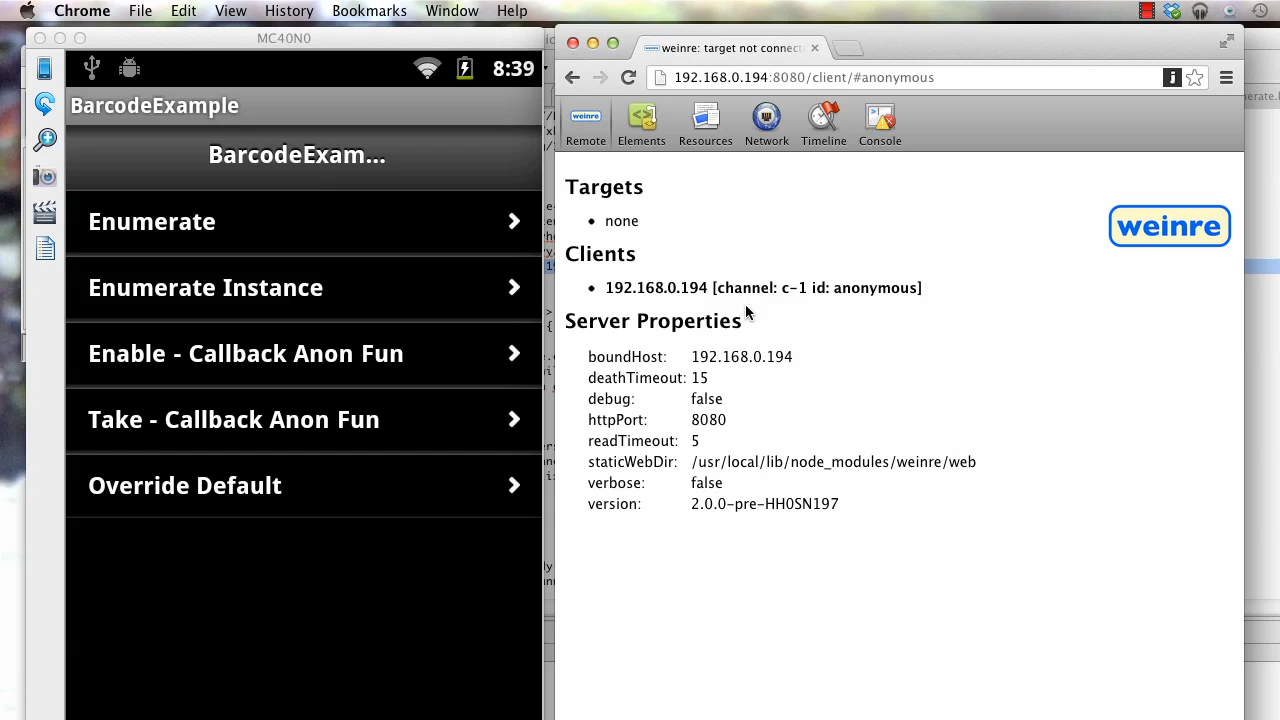 Chrome File Edit View History Bookmarks Window Help
MC40N0
8:39
BarcodeExample
BarcodeExam...
Enumerate
Enumerate Instance
Enable - Callback Anon Fun
Take - Callback Anon Fun
Override Default
weinre: target not connect
192.168.0.194:8080/client/#anonymous
weinre
Remote Elements Resources Network Timeline Console
Targets
• none
weinre
Clients
• 192.168.0.194 [channel: c-1 id: anonymous]
Server Properties
boundHost: 192.168.0.194
deathTimeout: 15
debug: false
httpPort: 8080
readTimeout: 5
staticWebDir: /usr/local/lib/node_modules/weinre/web
verbose: false
version: 2.0.0-pre-HH0SN197